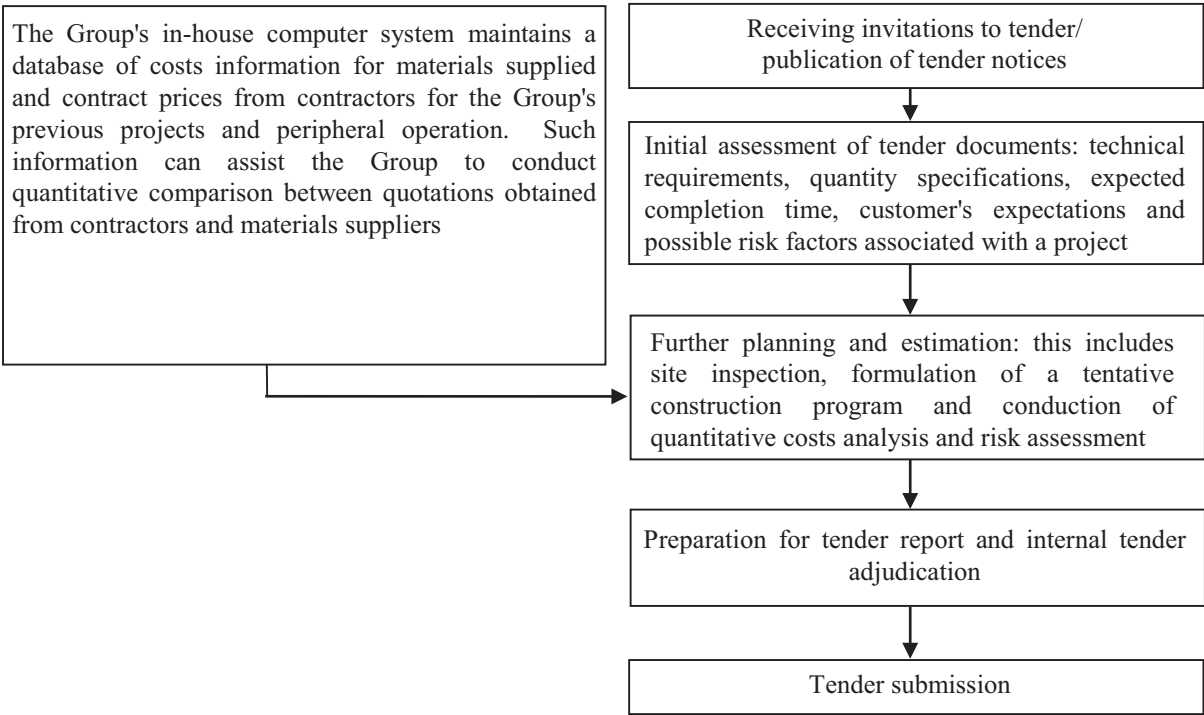 The Group's in-house computer system maintains a
database of costs information for materials supplied
and contract prices from contractors for the Group's
previous projects and peripheral operation. Such
information can assist the Group to conduct
quantitative comparison between quotations obtained
from contractors and materials suppliers
Receiving invitations to tender/
publication of tender notices
Initial assessment of tender documents: technical
requirements, quantity specifications, expected
completion time, customer's expectations and
possible risk factors associated with a project
Further planning and estimation: this includes
site inspection, formulation of a tentative
construction program and conduction of
quantitative costs analysis and risk assessment
Preparation for tender report and internal tender
adjudication
Tender submission